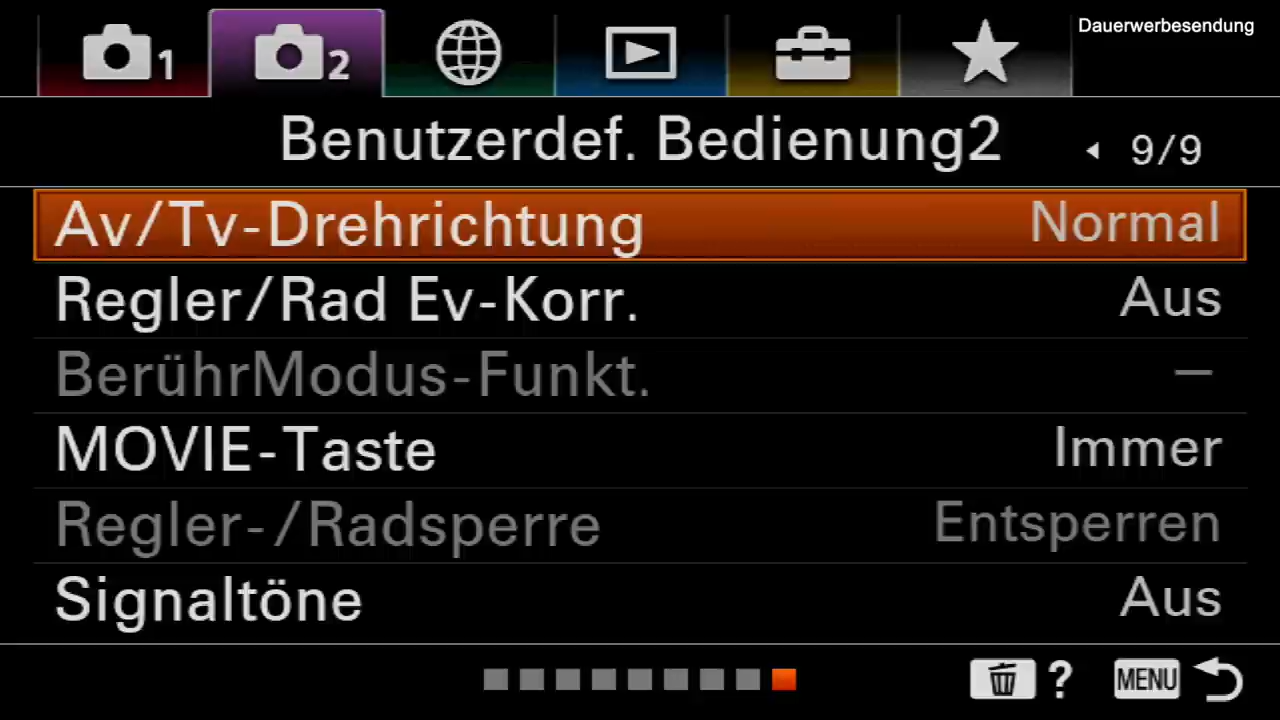 Dauerwerbesendung
1
2
Benutzerdef. Bedienung2 9/9
Av/Tv-Drehrichtung Normal
Regler/Rad Ev-Korr. Aus
BerührModus-Funkt. —
MOVIE-Taste Immer
Regler-/Radsperre Entsperren
Signaltöne Aus
? MENU